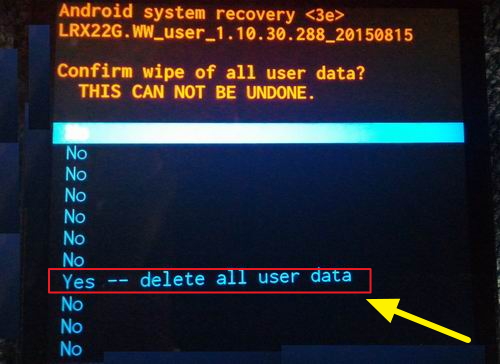 Android system recovery <3e>
LRX22G.WW_user_1.10.30.288_20150815
Confirm wipe of all user data?
THIS CAN NOT BE UNDONE.
No
No
No
No
No
No
No
Yes -- delete all user data
No
No
No